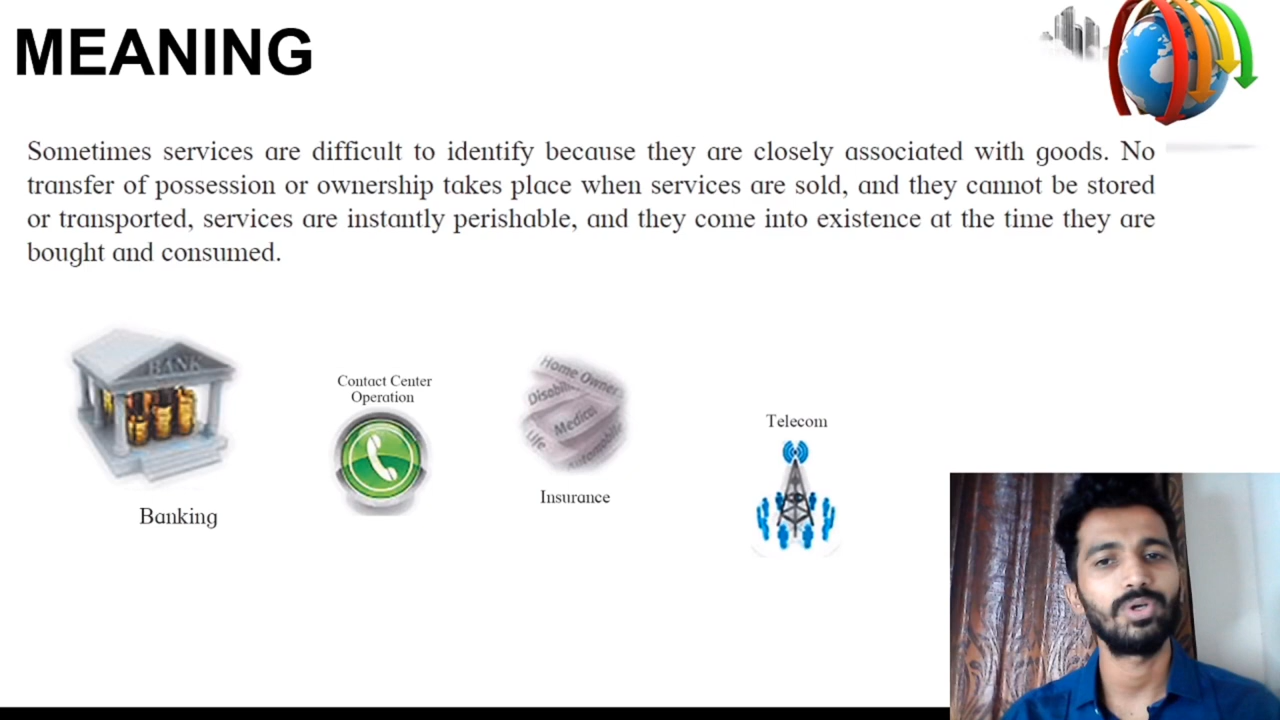 MEANING
Sometimes services are difficult to identify because they are closely associated with goods. No
transfer of possession or ownership takes place when services are sold, and they cannot be stored
or transported, services are instantly perishable, and they come into existence at the time they are
bought and consumed.
BANK
Banking
Contact Center
Operation
Home Owner
Medical
Life
Insurance
Telecom